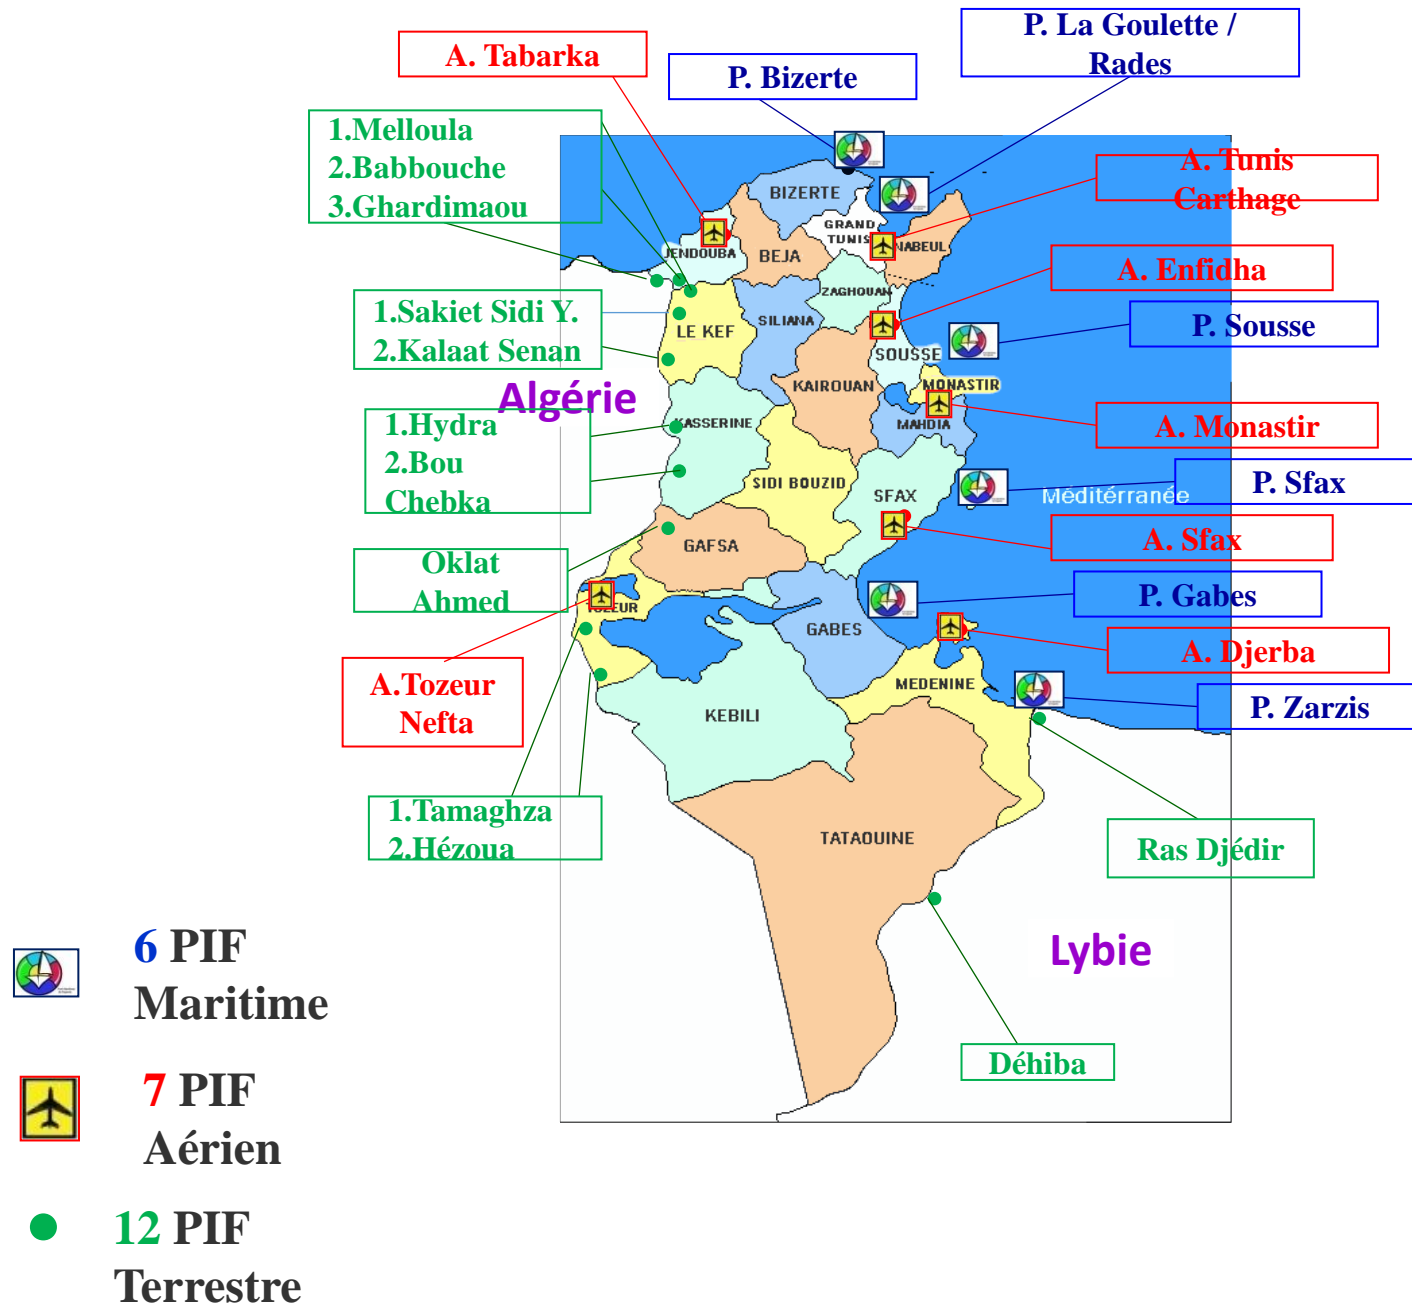 P. La Goulette /
Rades
A. Tabarka
P. Bizerte
1.Melloula
2.Babbouche
3.Ghardimaou
A. Tunis
Carthage
BIZERTE
GRAND
TUNIS
NABEUL
JENDOUBA
BEJA
A. Enfidha
ZAGHOUAN
1.Sakiet Sidi Y.
2.Kalaat Senan
LE KEF
SILIANA
P. Sousse
SOUSSE
Algérie
KAIROUAN
MONASTIR
1.Hydra
2.Bou
Chebka
KASSERINE
MAHDIA
A. Monastir
SIDI BOUZID
SFAX
P. Sfax
Méditérranée
A. Sfax
GAFSA
Oklat
Ahmed
TOZEUR
P. Gabes
GABES
A. Djerba
A.Tozeur
Nefta
MEDENINE
KEBILI
P. Zarzis
1.Tamaghza
2.Hézoua
TATAOUINE
Ras Djédir
Lybie
Déhiba
6 PIF
Maritime
7 PIF
Aérien
12 PIF
Terrestre